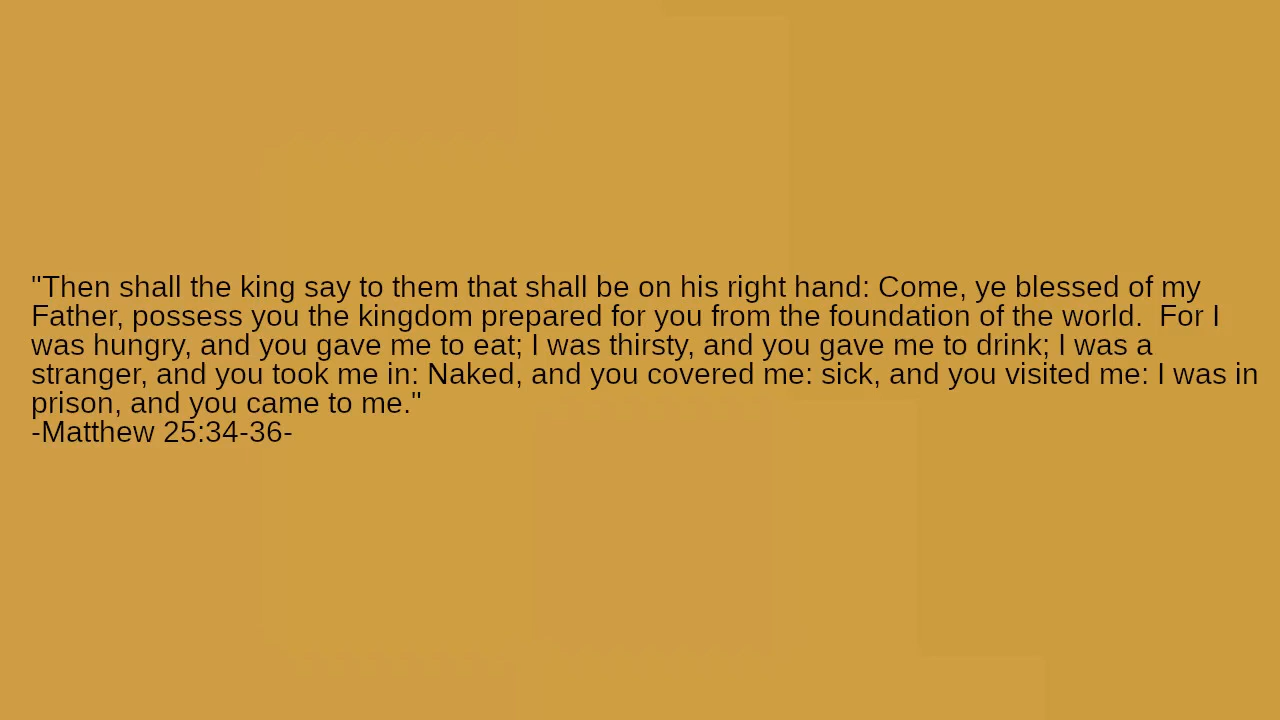 "Then shall the king say to them that shall be on his right hand: Come, ye blessed of my
Father, possess you the kingdom prepared for you from the foundation of the world.  For I
was hungry, and you gave me to eat; I was thirsty, and you gave me to drink; I was a
stranger, and you took me in: Naked, and you covered me: sick, and you visited me: I was in
prison, and you came to me."
-Matthew 25:34-36-